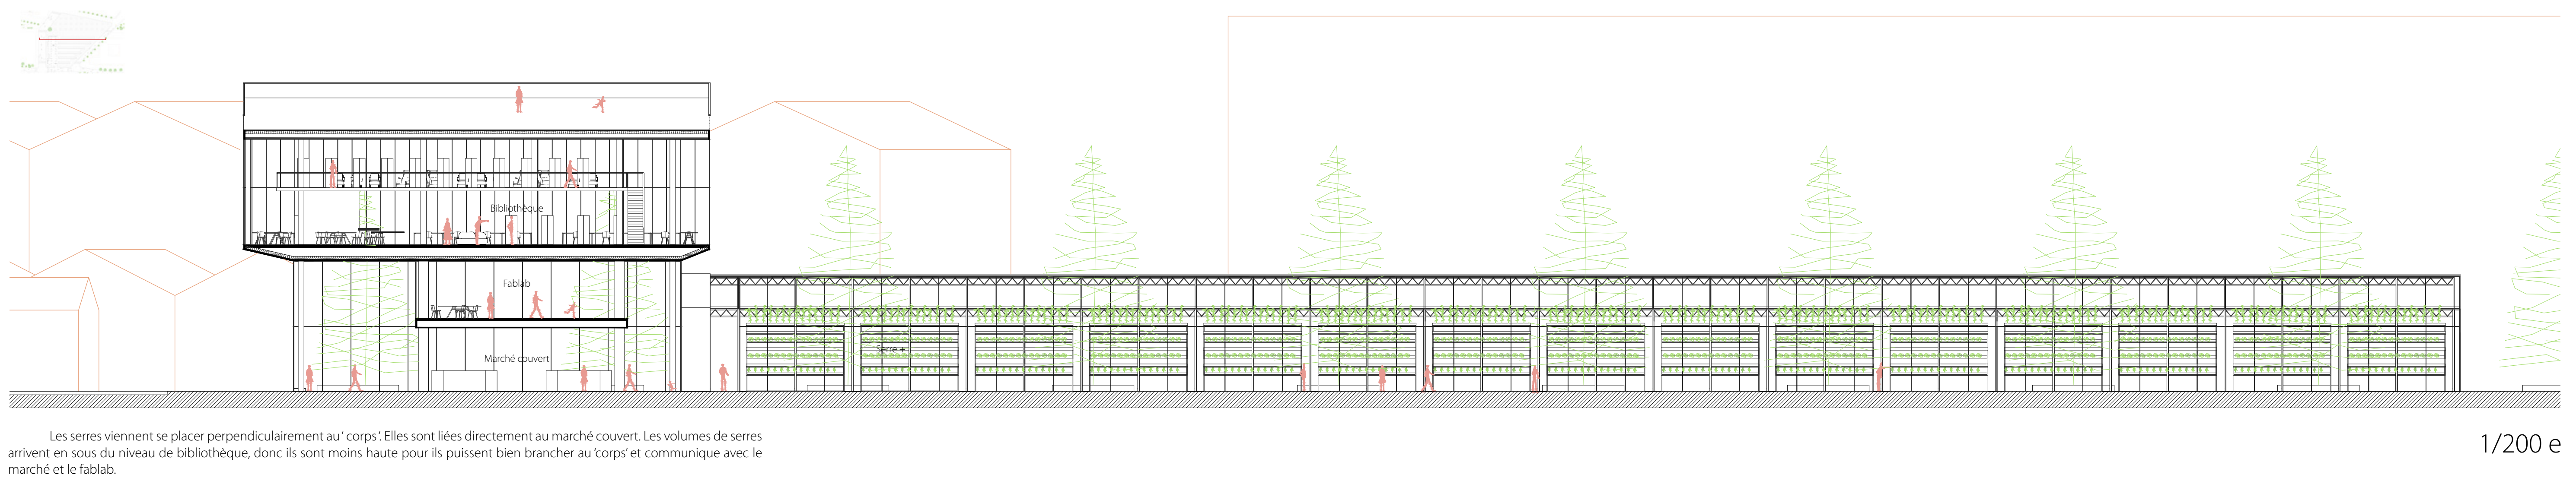 Bibliothèque
Fablab
Marché couvert
Serre +
Les serres viennent se placer perpendiculairement au ‘ corps ‘. Elles sont liées directement au marché couvert. Les volumes de serres
arrivent en sous du niveau de bibliothèque, donc ils sont moins haute pour ils puissent bien brancher au ‘corps’ et communique avec le
marché et le fablab.
1/200 e